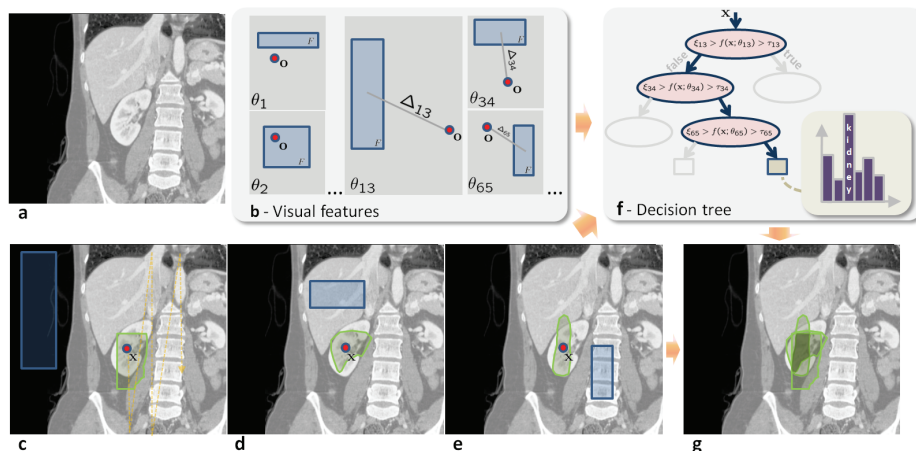 a
F
o
θ1
F
o
θ2
...
F
Δ13
o
θ13
F
Δ34
o
θ34
o
Δ65
F
θ65
...
b - Visual features
x
ξ13 > f(x; θ13) > τ13
false
true
ξ34 > f(x; θ34) > τ34
ξ65 > f(x; θ65) > τ65
kidney
f - Decision tree
x
c
x
d
x
e
g